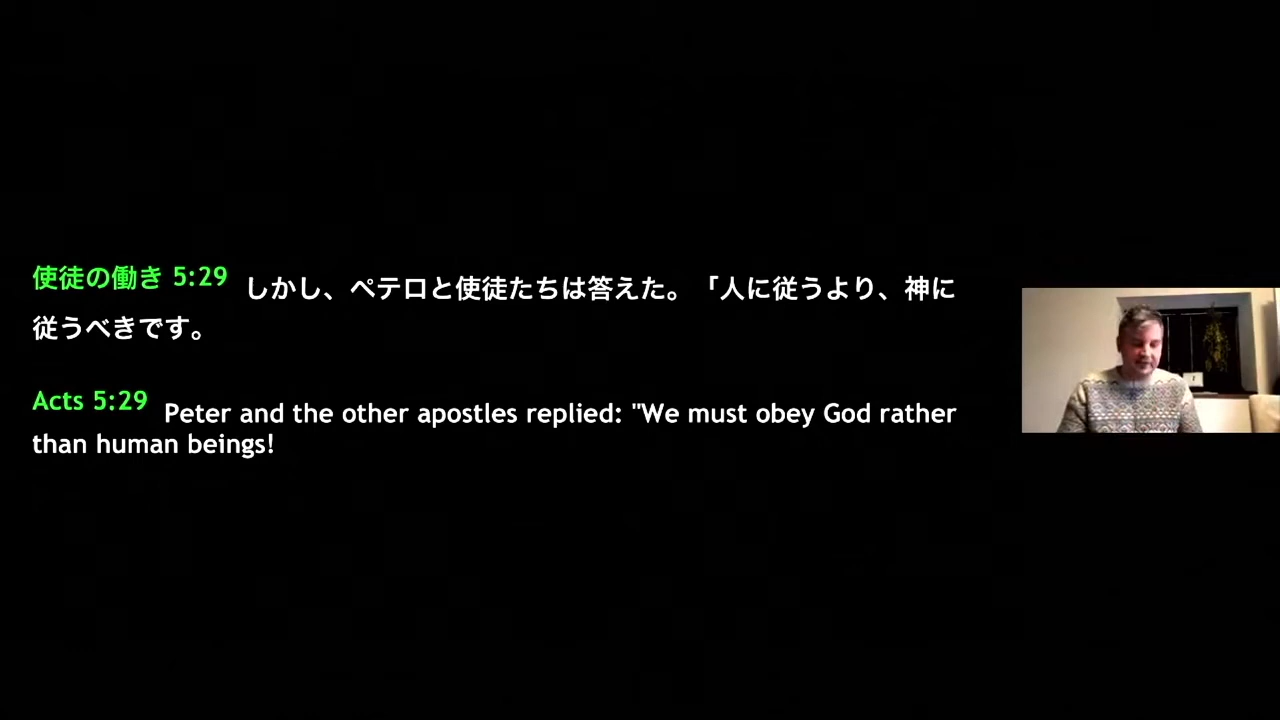 使徒の働き 5:29 しかし、ペテロと使徒たちは答えた。「人に従うより、神に
従うべきです。
Acts 5:29 Peter and the other apostles replied: "We must obey God rather
than human beings!